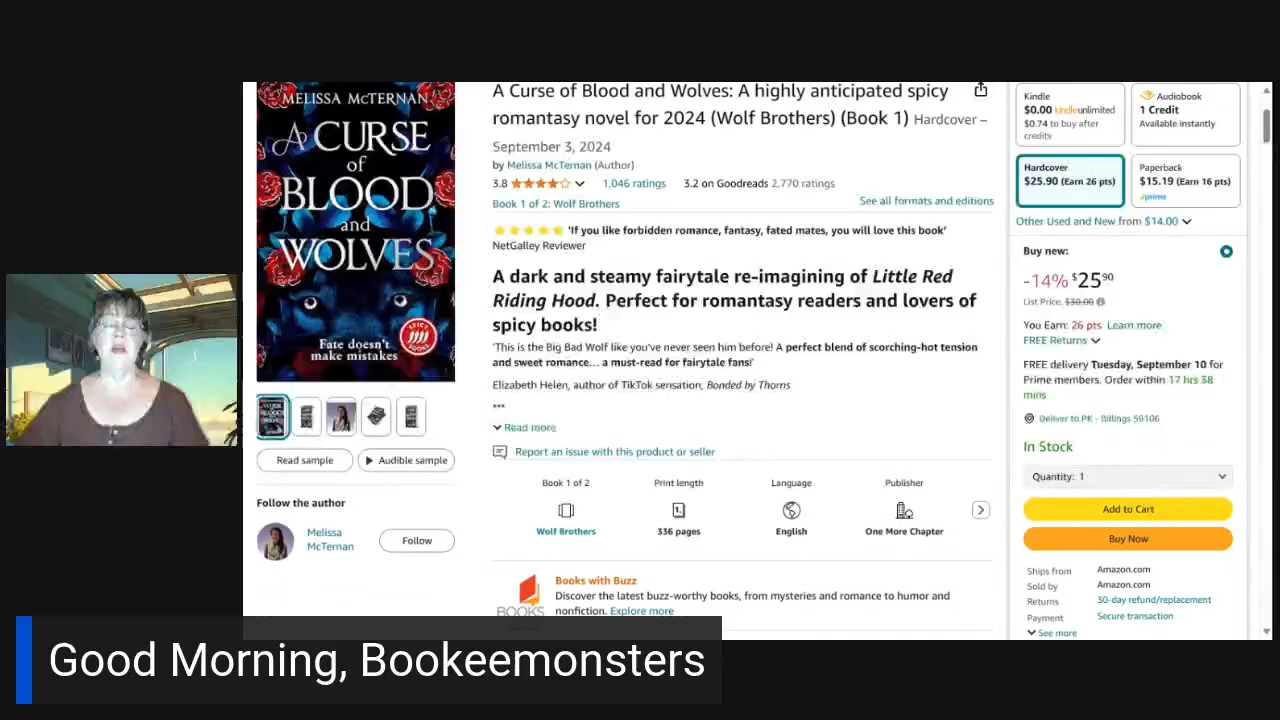 MELISSA MCTERNAN
A CURSE
of
BLOOD
and
WOLVES
Fate doesn't
make mistakes
SPICY
BOOKS
Read sample
Audible sample
Follow the author
Melissa
McTernan
Follow
A Curse of Blood and Wolves: A highly anticipated spicy
romantasy novel for 2024 (Wolf Brothers) (Book 1) Hardcover –
September 3, 2024
by Melissa McTernan (Author)
3.8 1,046 ratings 3.2 on Goodreads 2,770 ratings
Book 1 of 2: Wolf Brothers
See all formats and editions
'If you like forbidden romance, fantasy, fated mates, you will love this book'
NetGalley Reviewer
A dark and steamy fairytale re-imagining of Little Red
Riding Hood. Perfect for romantasy readers and lovers of
spicy books!
'This is the Big Bad Wolf like you've never seen him before! A perfect blend of scorching-hot tension
and sweet romance… a must-read for fairytale fans!'
Elizabeth Helen, author of TikTok sensation, Bonded by Thorns
***
Read more
Report an issue with this product or seller
Book 1 of 2
Print length
Language
Publisher
Wolf Brothers
336 pages
English
One More Chapter
BOOKS
Books with Buzz
Discover the latest buzz-worthy books, from mysteries and romance to humor and
nonfiction. Explore more
Kindle
$0.00 kindleunlimited
$0.74 to buy after
credits
Audiobook
1 Credit
Available instantly
Hardcover
$25.90 (Earn 26 pts)
Paperback
$15.19 (Earn 16 pts)
prime
Other Used and New from $14.00
Buy new:
-14% $25 90
List Price: $30.00
You Earn: 26 pts Learn more
FREE Returns
FREE delivery Tuesday, September 10 for
Prime members. Order within 17 hrs 38
mins
Deliver to PK - Billings 59106
In Stock
Quantity: 1
Add to Cart
Buy Now
Ships from Amazon.com
Sold by Amazon.com
Returns 30-day refund/replacement
Payment Secure transaction
See more
Good Morning, Bookeemonsters